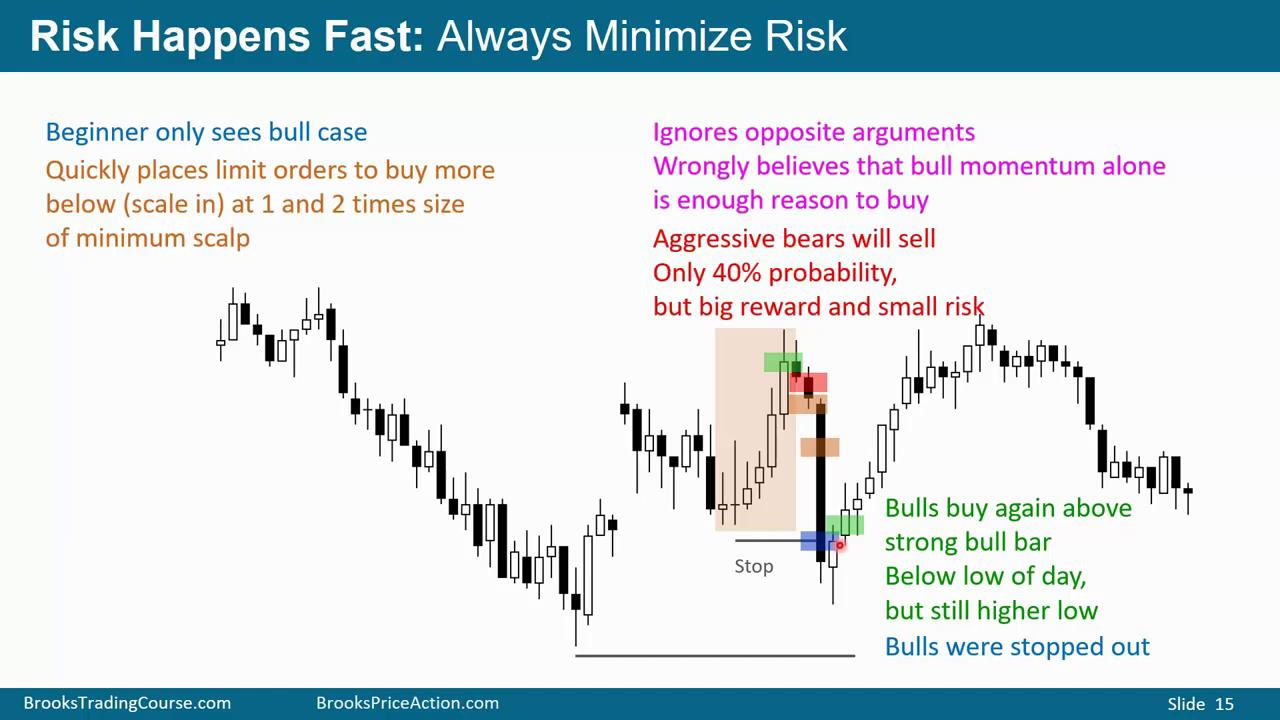 Risk Happens Fast: Always Minimize Risk
Beginner only sees bull case
Quickly places limit orders to buy more
below (scale in) at 1 and 2 times size
of minimum scalp
Ignores opposite arguments
Wrongly believes that bull momentum alone
is enough reason to buy
Aggressive bears will sell
Only 40% probability,
but big reward and small risk
Stop
Bulls buy again above
strong bull bar
Below low of day,
but still higher low
Bulls were stopped out
BrooksTradingCourse.com
BrooksPriceAction.com
Slide 15